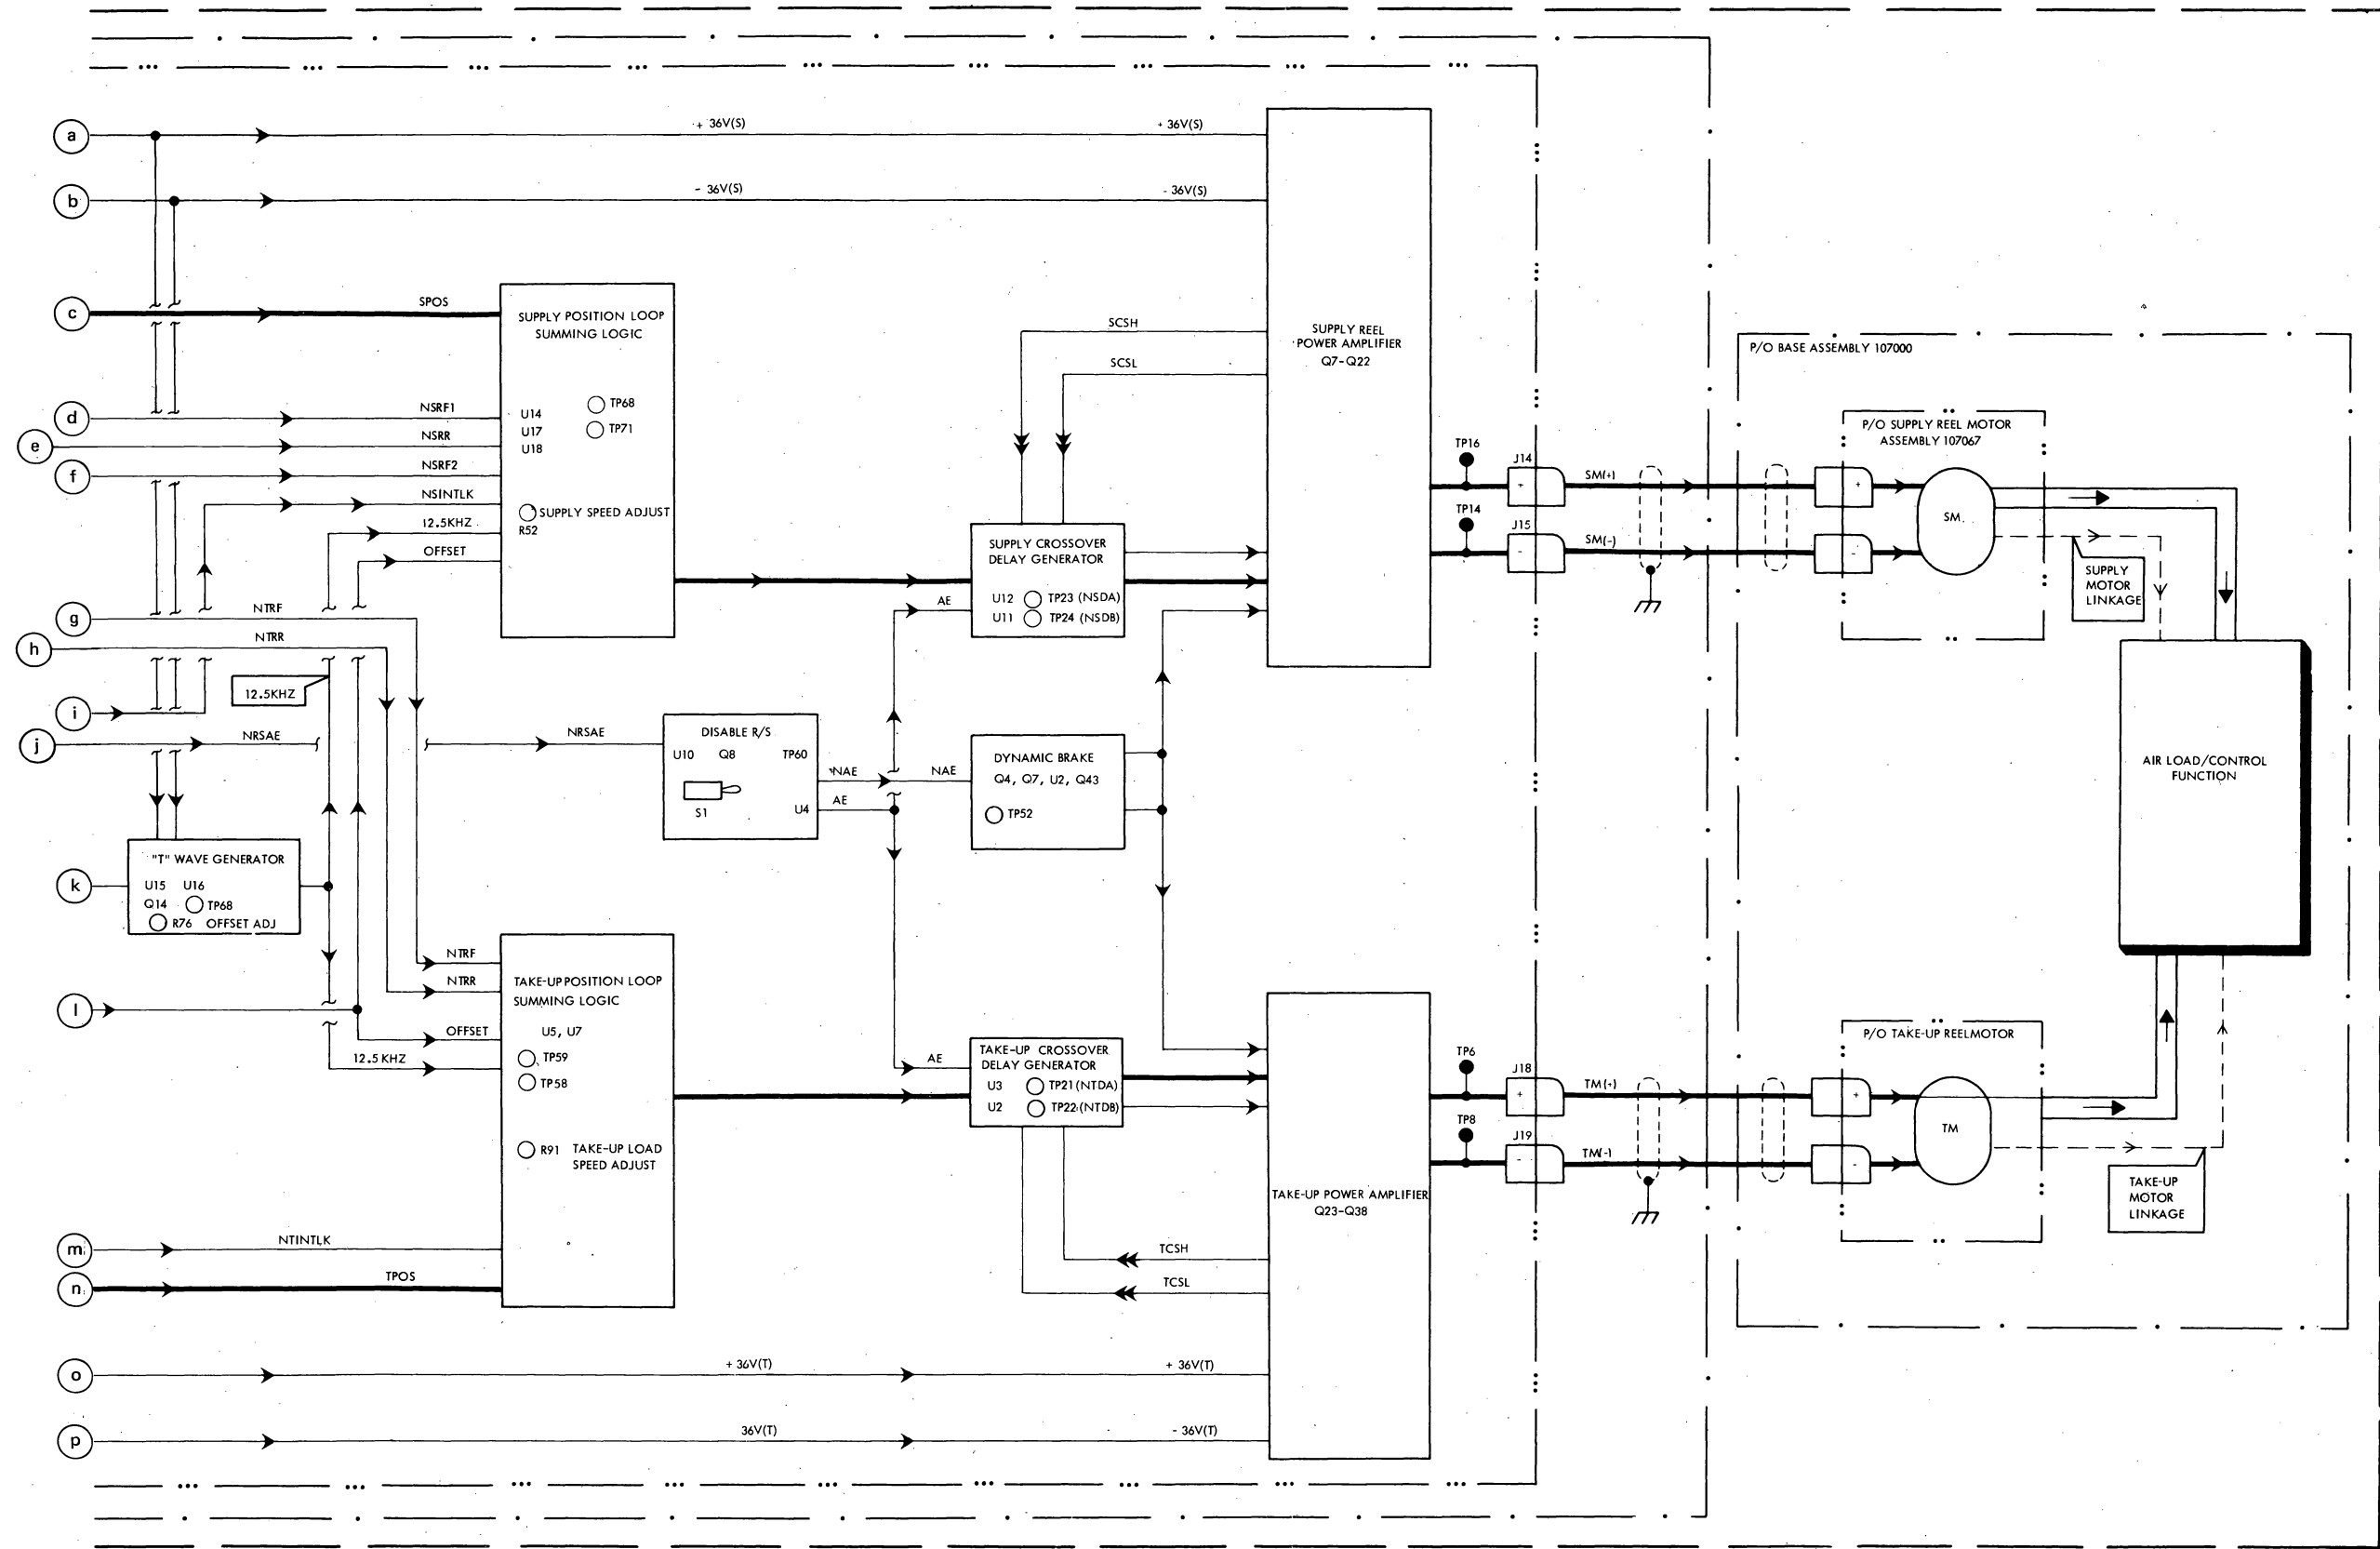 a
+ 36V(S)
+ 36V(S)
b
- 36V(S)
- 36V(S)
c
SPOS
SUPPLY POSITION LOOP
SUMMING LOGIC
TP68
TP71
U14
U17
U18
SUPPLY SPEED ADJUST
R52
d
NSRF1
e
NSRR
f
NSRF2
NSINTLK
12.5KHZ
OFFSET
SCSH
SCSL
SUPPLY REEL
POWER AMPLIFIER
Q7-Q22
SUPPLY CROSSOVER
DELAY GENERATOR
U12 TP23 (NSDA)
U11 TP24 (NSDB)
AE
TP16
J14
+
SM(+)
TP14
J15
-
SM(-)
P/O BASE ASSEMBLY 107000
P/O SUPPLY REEL MOTOR
ASSEMBLY 107067
+
-
SM
SUPPLY
MOTOR
LINKAGE
g
NTRF
h
NTRR
12.5KHZ
i
j
NRSAE
NRSAE
DISABLE R/S
U10 Q8 TP60
S1 U4
NAE
NAE
AE
DYNAMIC BRAKE
Q4, Q7, U2, Q43
TP52
AIR LOAD/CONTROL
FUNCTION
k
"T" WAVE GENERATOR
U15 U16
Q14 TP68
R76 OFFSET ADJ
l
NTRF
NTRR
OFFSET
12.5 KHZ
TAKE-UP POSITION LOOP
SUMMING LOGIC
U5, U7
TP59
TP58
R91 TAKE-UP LOAD
SPEED ADJUST
AE
TAKE-UP CROSSOVER
DELAY GENERATOR
U3 TP21 (NTDA)
U2 TP22 (NTDB)
TAKE-UP POWER AMPLIFIER
Q23-Q38
TP6
J18
+
TM(+)
TP8
J19
-
TM(-)
P/O TAKE-UP REELMOTOR
+
-
TM
TAKE-UP
MOTOR
LINKAGE
m
NTINTLK
n
TPOS
TCSH
TCSL
o
+ 36V(T)
+ 36V(T)
p
36V(T)
- 36V(T)